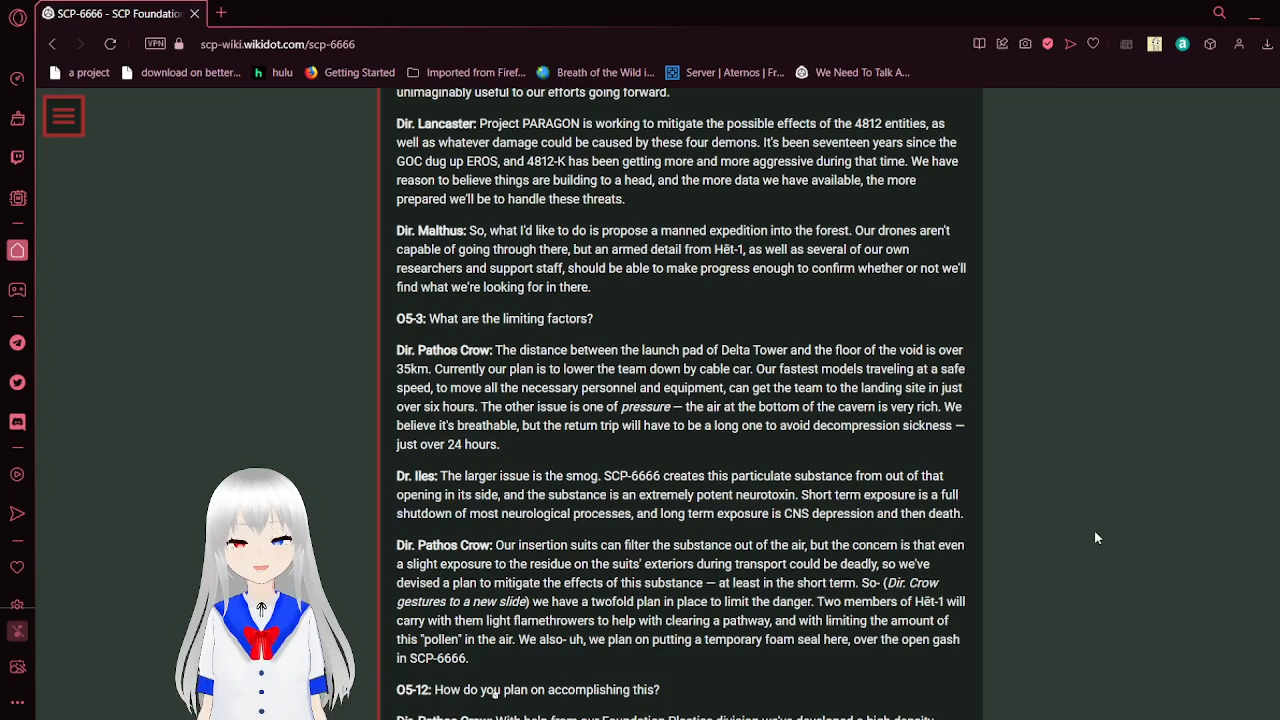 SCP-6666 - SCP Foundatio
VPN scp-wiki.wikidot.com/scp-6666
a project download on better... hulu Getting Started Imported from Firef... Breath of the Wild i... Server | Aternos | Fr... We Need To Talk A...
unimaginably useful to our efforts going forward.
Dir. Lancaster: Project PARAGON is working to mitigate the possible effects of the 4812 entities, as
well as whatever damage could be caused by these four demons. It's been seventeen years since the
GOC dug up EROS, and 4812-K has been getting more and more aggressive during that time. We have
reason to believe things are building to a head, and the more data we have available, the more
prepared we'll be to handle these threats.
Dir. Malthus: So, what I'd like to do is propose a manned expedition into the forest. Our drones aren't
capable of going through there, but an armed detail from Hēt-1, as well as several of our own
researchers and support staff, should be able to make progress enough to confirm whether or not we'll
find what we're looking for in there.
O5-3: What are the limiting factors?
Dir. Pathos Crow: The distance between the launch pad of Delta Tower and the floor of the void is over
35km. Currently our plan is to lower the team down by cable car. Our fastest models traveling at a safe
speed, to move all the necessary personnel and equipment, can get the team to the landing site in just
over six hours. The other issue is one of pressure — the air at the bottom of the cavern is very rich. We
believe it's breathable, but the return trip will have to be a long one to avoid decompression sickness —
just over 24 hours.
Dr. Iles: The larger issue is the smog. SCP-6666 creates this particulate substance from out of that
opening in its side, and the substance is an extremely potent neurotoxin. Short term exposure is a full
shutdown of most neurological processes, and long term exposure is CNS depression and then death.
Dir. Pathos Crow: Our insertion suits can filter the substance out of the air, but the concern is that even
a slight exposure to the residue on the suits' exteriors during transport could be deadly, so we've
devised a plan to mitigate the effects of this substance — at least in the short term. So- (Dir. Crow
gestures to a new slide) we have a twofold plan in place to limit the danger. Two members of Hēt-1 will
carry with them light flamethrowers to help with clearing a pathway, and with limiting the amount of
this "pollen" in the air. We also- uh, we plan on putting a temporary foam seal here, over the open gash
in SCP-6666.
O5-12: How do you plan on accomplishing this?
Dir. Pathos Crow: With help from our Foundation Plastics division we've developed a high density